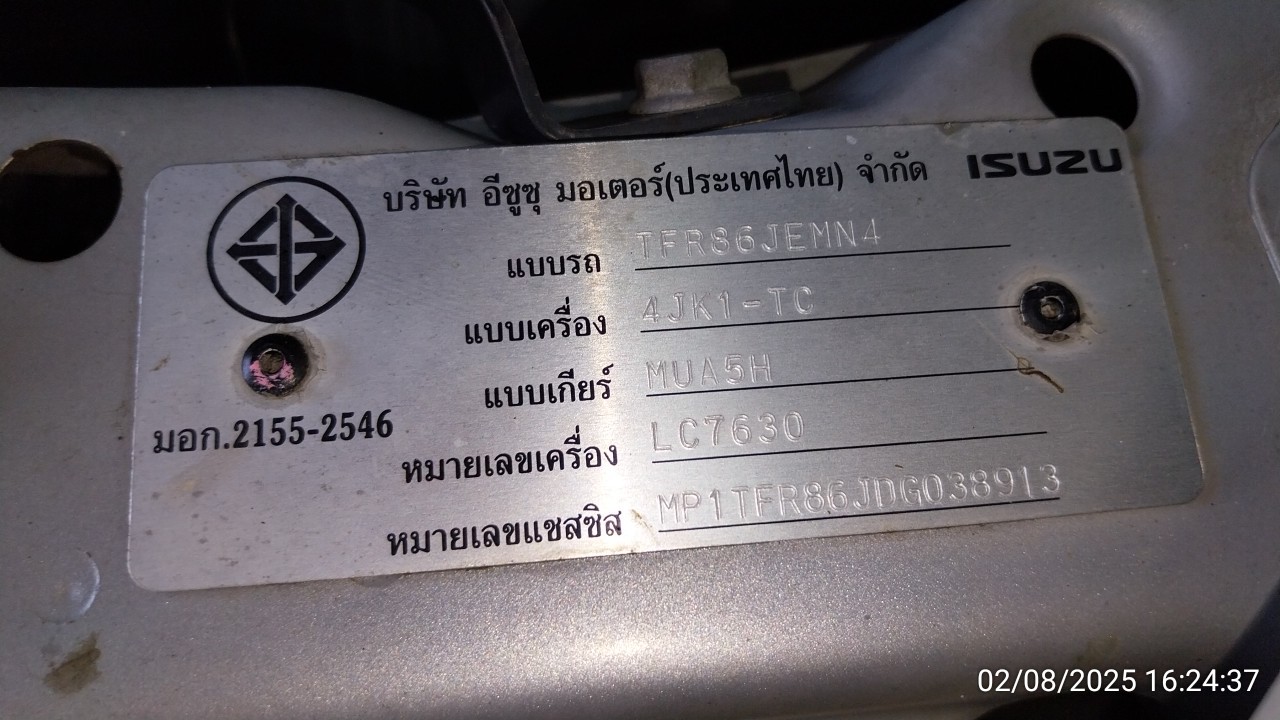 บริษัท อีซูซุ มอเตอร์(ประเทศไทย) จำกัด ISUZU
แบบรถ TFR86JEMN4
แบบเครื่อง 4JK1-TC
แบบเกียร์ MUA5H
มอก.2155-2546
หมายเลขเครื่อง LC7630
หมายเลขแชสซิส MP1TFR86JDG038913
02/08/2025 16:24:37